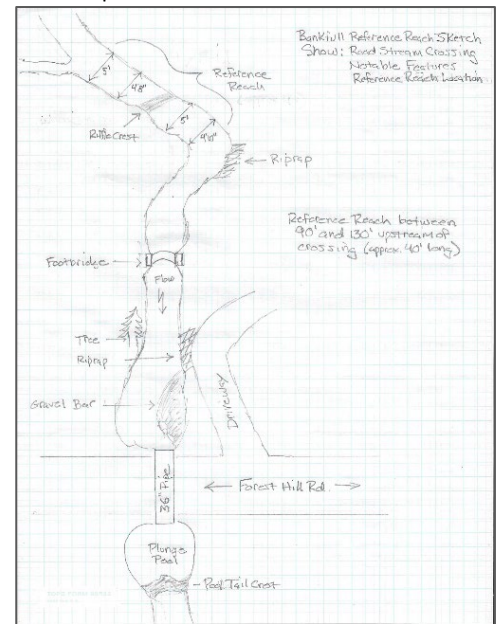 Bankivll Reference Reach Sketch
Show: Road Stream Crossing
Notable Features
Reference Reach Location
Reference
Reach
5'
4'8"
5'
4'8"
Riffle Crest
Riprap
Reference Reach between
90' and 130' upstream of
crossing (approx. 40' long)
Footbridge
Flow
Tree
Riprap
Gravel Bar
Driveway
36" Pipe
Forest Hill Rd.
Plunge
Pool
Pool Tail Crest